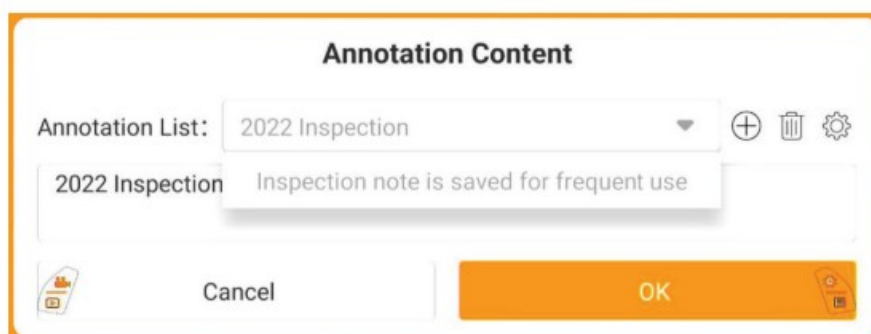 Annotation Content
Annotation List: 2022 Inspection
Inspection note is saved for frequent use
2022 Inspection
Cancel
OK